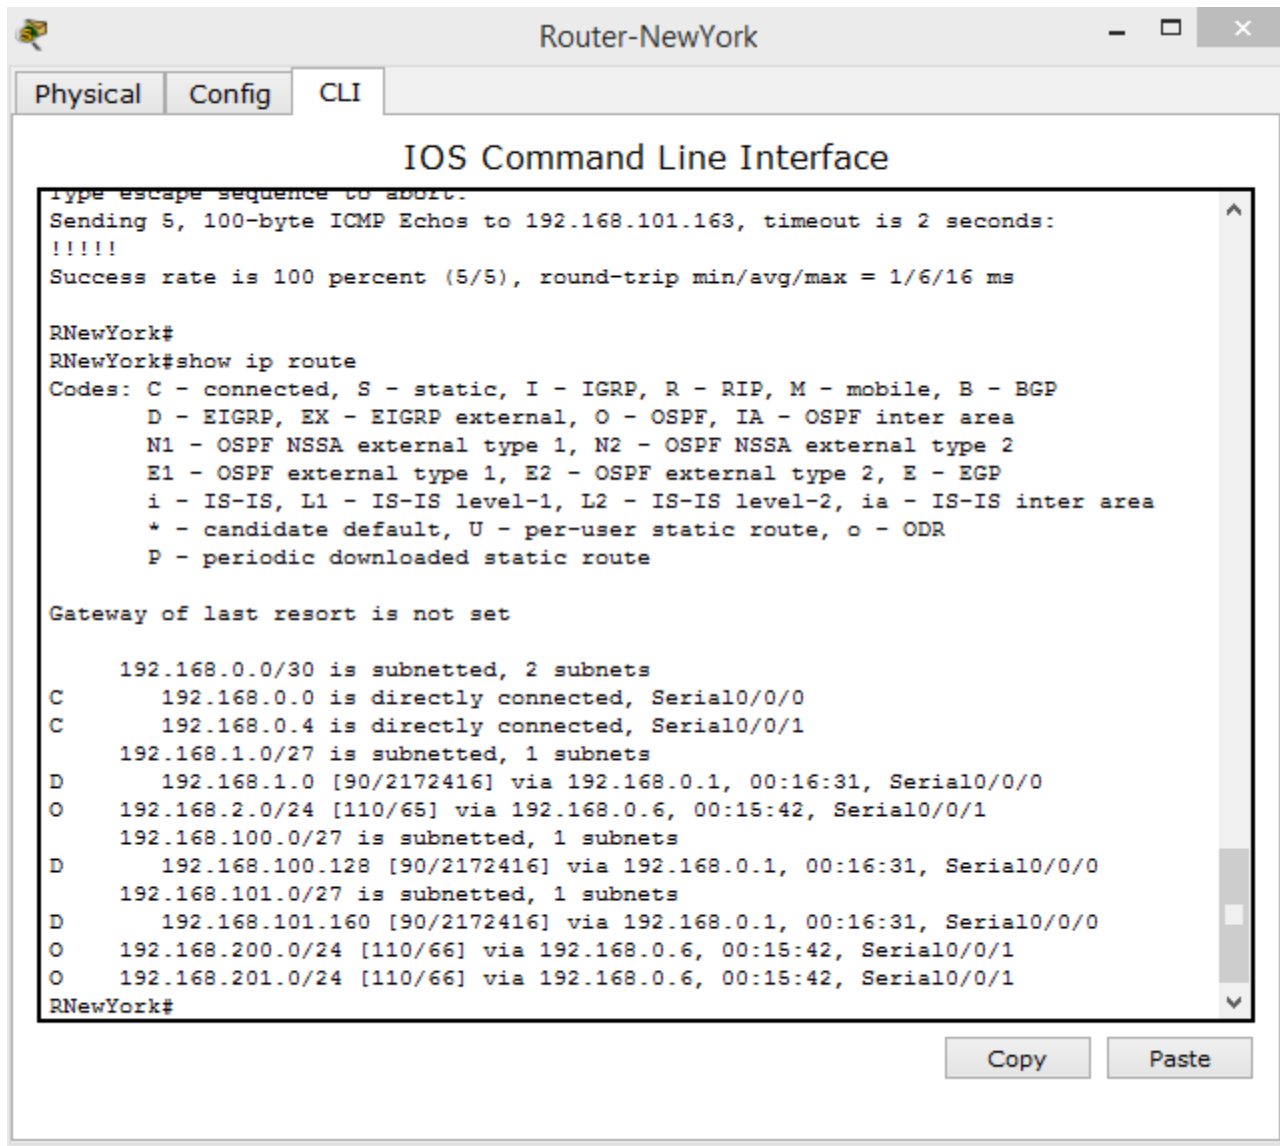 Router-NewYork
Physical Config CLI
IOS Command Line Interface
Type escape sequence to abort.
Sending 5, 100-byte ICMP Echos to 192.168.101.163, timeout is 2 seconds:
!!!!!
Success rate is 100 percent (5/5), round-trip min/avg/max = 1/6/16 ms
RNewYork#
RNewYork#show ip route
Codes: C - connected, S - static, I - IGRP, R - RIP, M - mobile, B - BGP
D - EIGRP, EX - EIGRP external, O - OSPF, IA - OSPF inter area
N1 - OSPF NSSA external type 1, N2 - OSPF NSSA external type 2
E1 - OSPF external type 1, E2 - OSPF external type 2, E - EGP
i - IS-IS, L1 - IS-IS level-1, L2 - IS-IS level-2, ia - IS-IS inter area
* - candidate default, U - per-user static route, o - ODR
P - periodic downloaded static route
Gateway of last resort is not set
192.168.0.0/30 is subnetted, 2 subnets
C 192.168.0.0 is directly connected, Serial0/0/0
C 192.168.0.4 is directly connected, Serial0/0/1
192.168.1.0/27 is subnetted, 1 subnets
D 192.168.1.0 [90/2172416] via 192.168.0.1, 00:16:31, Serial0/0/0
O 192.168.2.0/24 [110/65] via 192.168.0.6, 00:15:42, Serial0/0/1
192.168.100.0/27 is subnetted, 1 subnets
D 192.168.100.128 [90/2172416] via 192.168.0.1, 00:16:31, Serial0/0/0
192.168.101.0/27 is subnetted, 1 subnets
D 192.168.101.160 [90/2172416] via 192.168.0.1, 00:16:31, Serial0/0/0
O 192.168.200.0/24 [110/66] via 192.168.0.6, 00:15:42, Serial0/0/1
O 192.168.201.0/24 [110/66] via 192.168.0.6, 00:15:42, Serial0/0/1
RNewYork#
Copy Paste